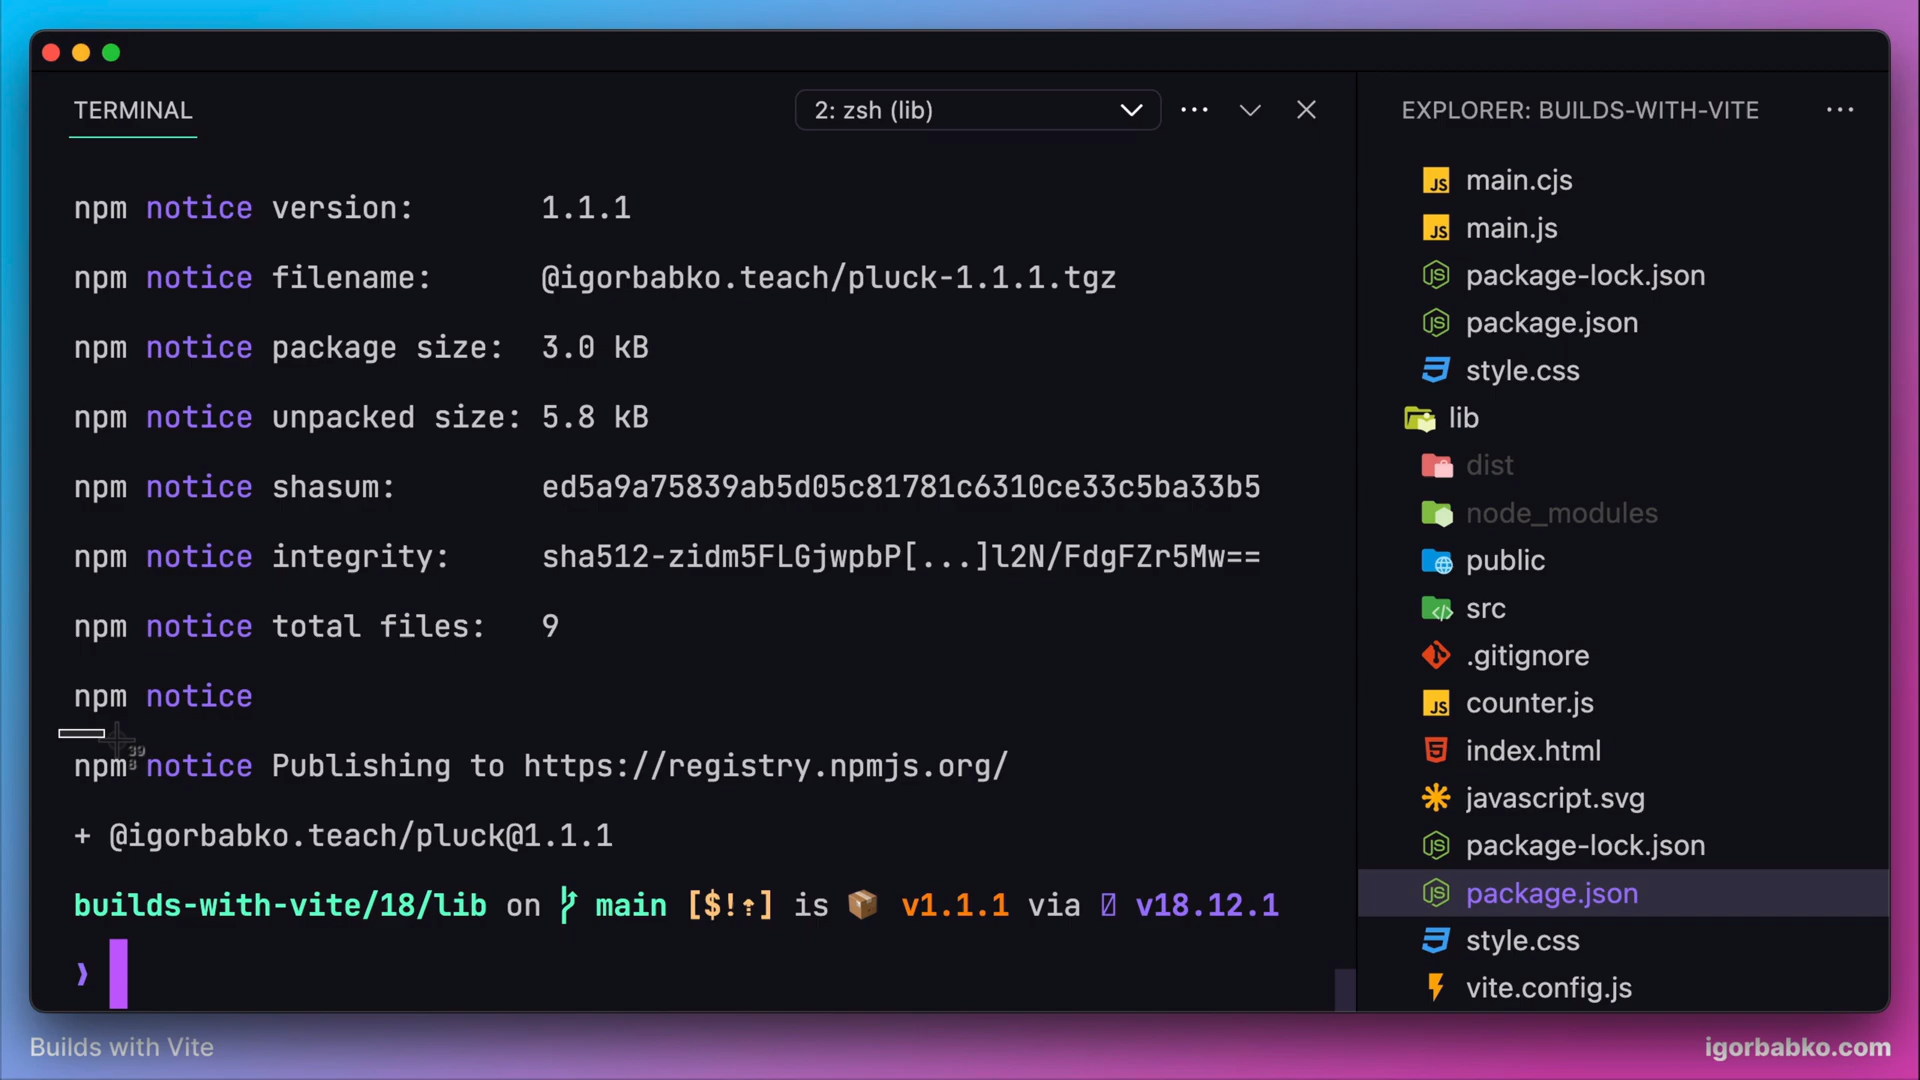 TERMINAL
2: zsh (lib)
npm notice version: 1.1.1
npm notice filename: @igorbabko.teach/pluck-1.1.1.tgz
npm notice package size: 3.0 kB
npm notice unpacked size: 5.8 kB
npm notice shasum: ed5a9a75839ab5d05c81781c6310ce33c5ba33b5
npm notice integrity: sha512-zidm5FLGjwpbP[...]l2N/FdgFZr5Mw==
npm notice total files: 9
npm notice
npm notice Publishing to https://registry.npmjs.org/
+ @igorbabko.teach/pluck@1.1.1
builds-with-vite/18/lib on main [$!⇡] is 📦 v1.1.1 via v18.12.1
❯
EXPLORER: BUILDS-WITH-VITE
main.cjs
main.js
package-lock.json
package.json
style.css
lib
dist
node_modules
public
src
.gitignore
counter.js
index.html
javascript.svg
package-lock.json
package.json
style.css
vite.config.js
Builds with Vite
igorbabko.com